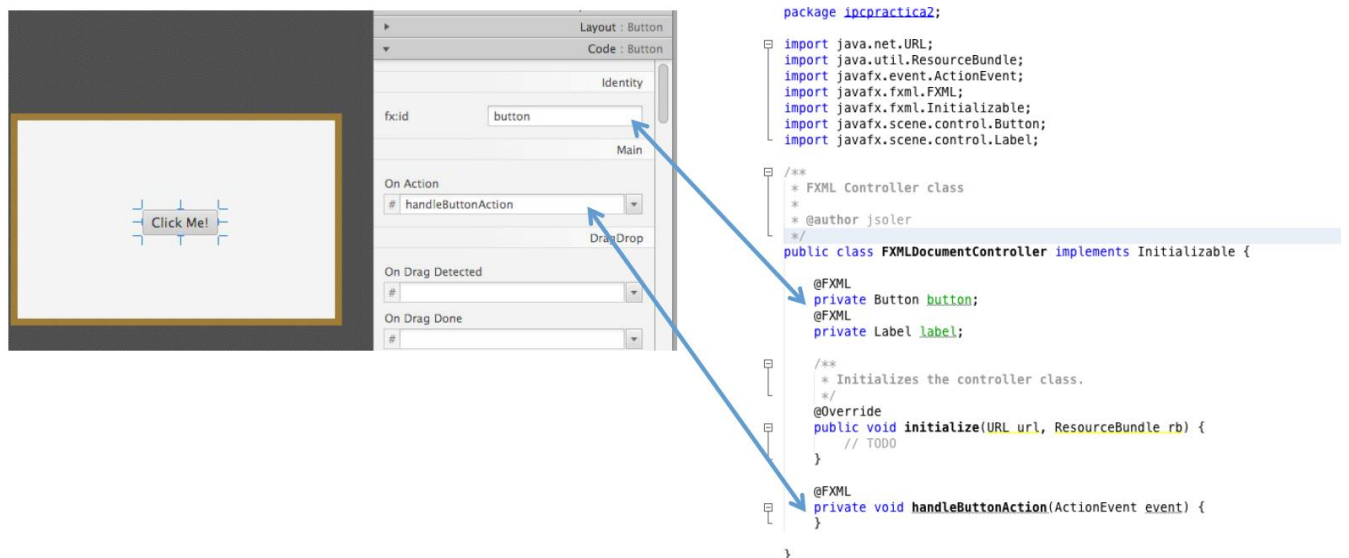 Layout : Button
Code : Button
Identity
fx:id button
Main
On Action
# handleButtonAction
DragDrop
On Drag Detected
#
On Drag Done
#
Click Me!
package ipcpractica2;
import java.net.URL;
import java.util.ResourceBundle;
import javafx.event.ActionEvent;
import javafx.fxml.FXML;
import javafx.fxml.Initializable;
import javafx.scene.control.Button;
import javafx.scene.control.Label;
/**
* FXML Controller class
*
* @author jsoler
*/
public class FXMLDocumentController implements Initializable {
@FXML
private Button button;
@FXML
private Label label;
/**
* Initializes the controller class.
*/
@Override
public void initialize(URL url, ResourceBundle rb) {
// TODO
}
@FXML
private void handleButtonAction(ActionEvent event) {
}
}